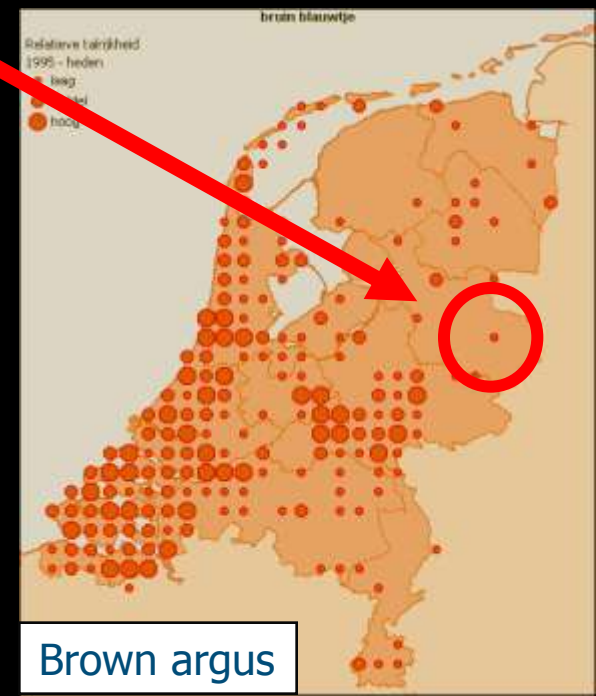 bruin blauwtje
Relatieve talrijkheid
1995 - heden
laag
hoog
Brown argus